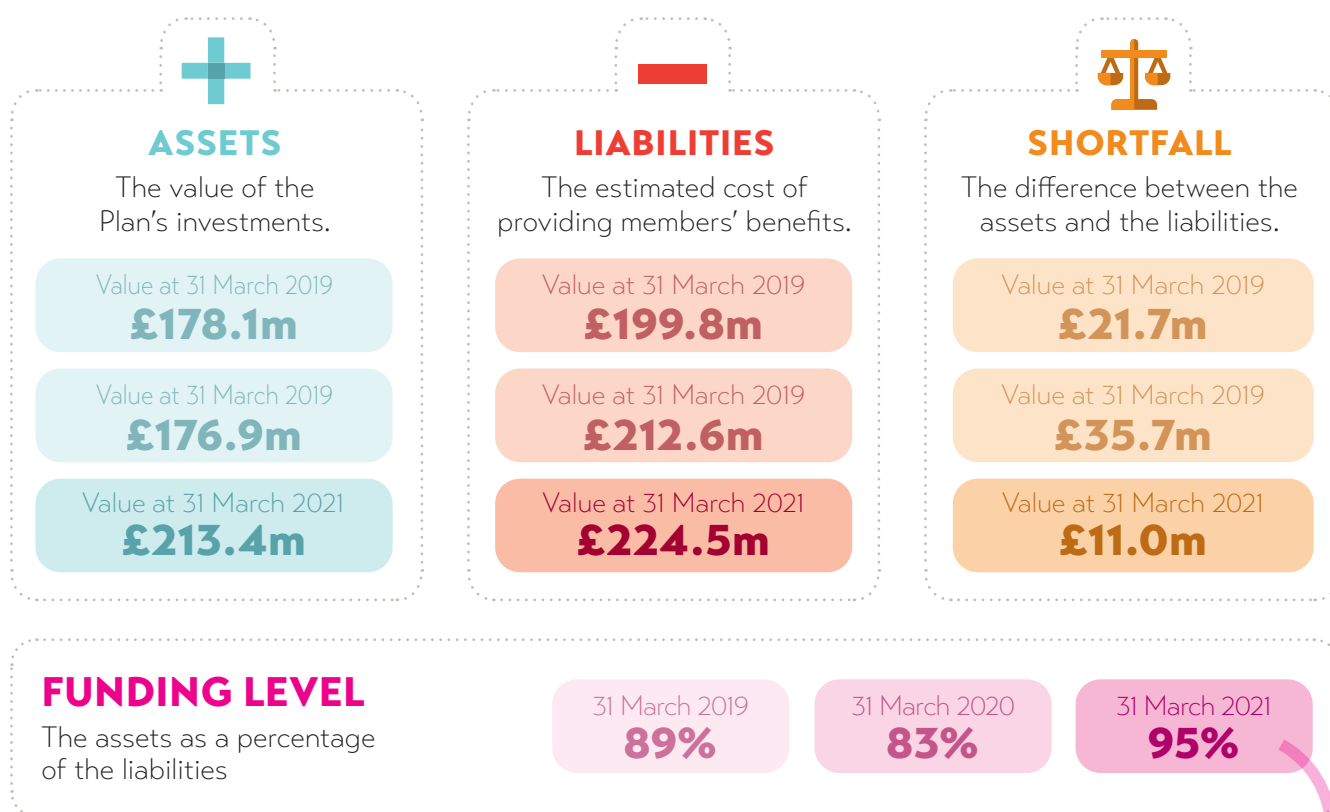 ASSETS
The value of the
Plan's investments.
Value at 31 March 2019
£178.1m
Value at 31 March 2019
£176.9m
Value at 31 March 2021
£213.4m
LIABILITIES
The estimated cost of
providing members' benefits.
Value at 31 March 2019
£199.8m
Value at 31 March 2019
£212.6m
Value at 31 March 2021
£224.5m
SHORTFALL
The difference between the
assets and the liabilities.
Value at 31 March 2019
£21.7m
Value at 31 March 2019
£35.7m
Value at 31 March 2021
£11.0m
FUNDING LEVEL
The assets as a percentage
of the liabilities
31 March 2019
89%
31 March 2020
83%
31 March 2021
95%